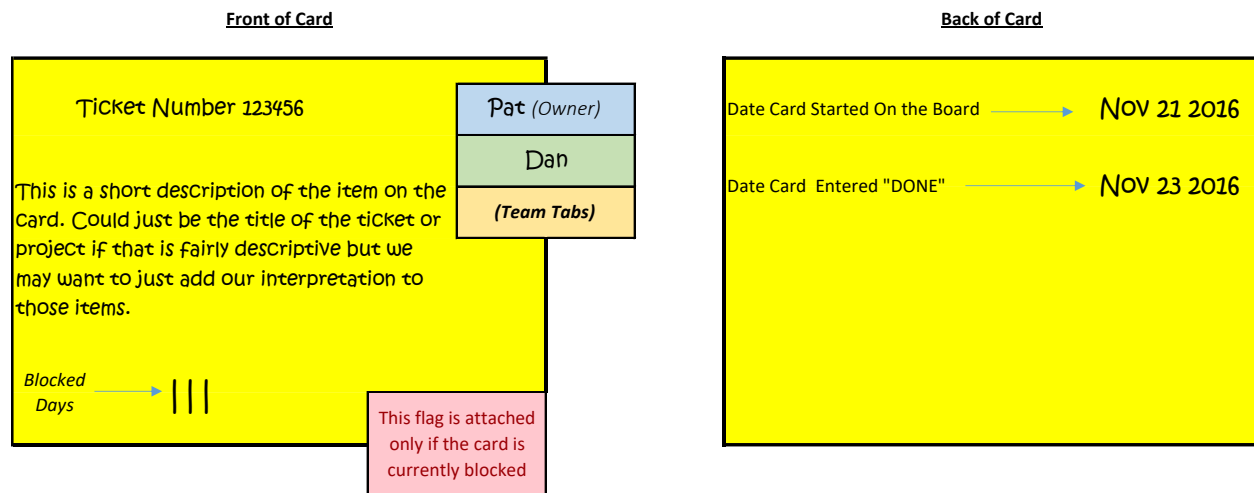 Front of Card
Ticket Number 123456
Pat (Owner)
Dan
(Team Tabs)
This is a short description of the item on the
card. Could just be the title of the ticket or
project if that is fairly descriptive but we
may want to just add our interpretation to
those items.
Blocked
Days
|||
This flag is attached
only if the card is
currently blocked
Back of Card
Date Card Started On the Board
Nov 21 2016
Date Card Entered "DONE"
Nov 23 2016